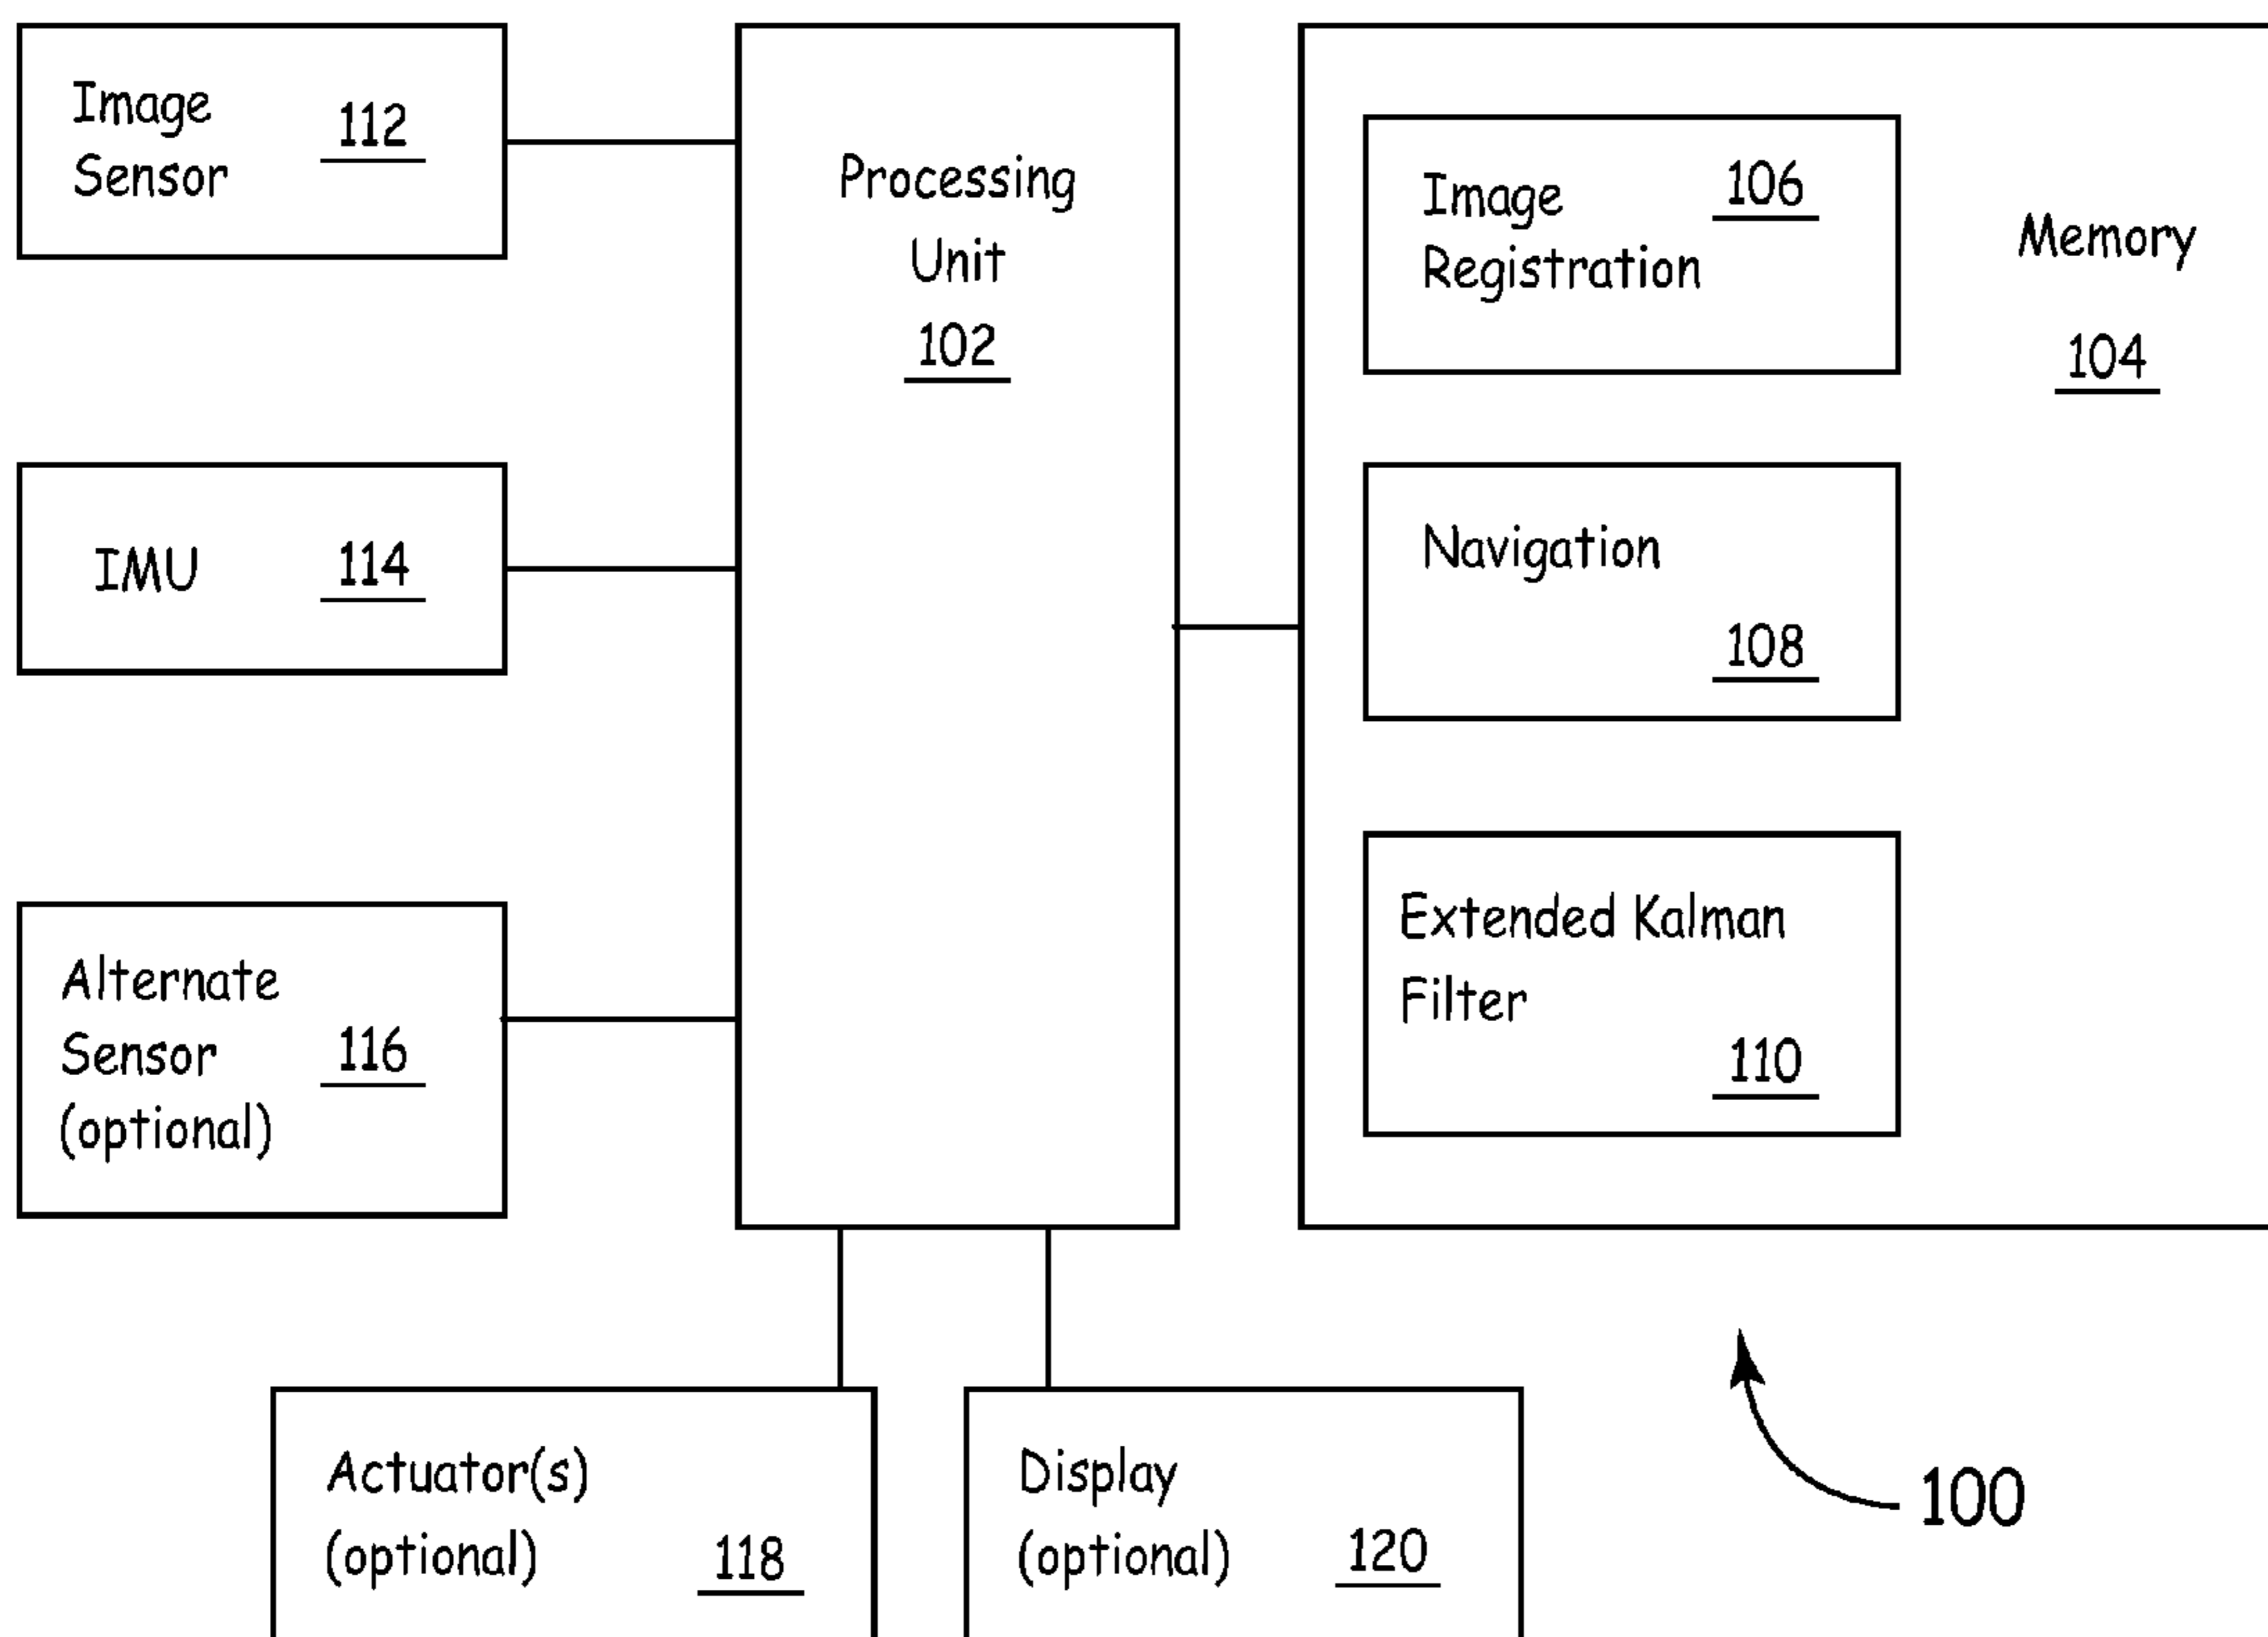 Image
Sensor
112
IMU
114
Alternate
Sensor
(optional)
116
Processing
Unit
102
Image
Registration
106
Memory
104
Navigation
108
Extended Kalman
Filter
110
Actuator(s)
(optional)
118
Display
(optional)
120
100